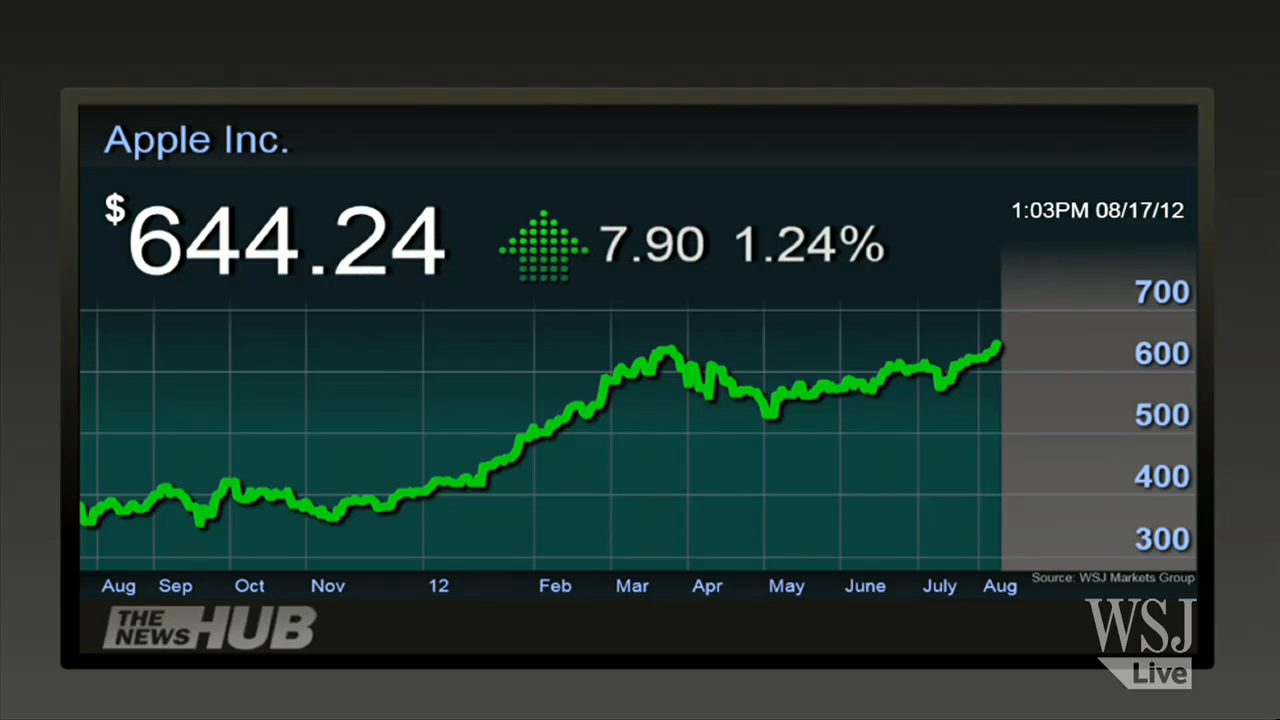 Apple Inc.
$644.24 7.90 1.24%
1:03PM 08/17/12
700
600
500
400
300
Aug Sep Oct Nov 12 Feb Mar Apr May June July Aug
Source: WSJ Markets Group
THE
NEWS HUB
WSJ
Live